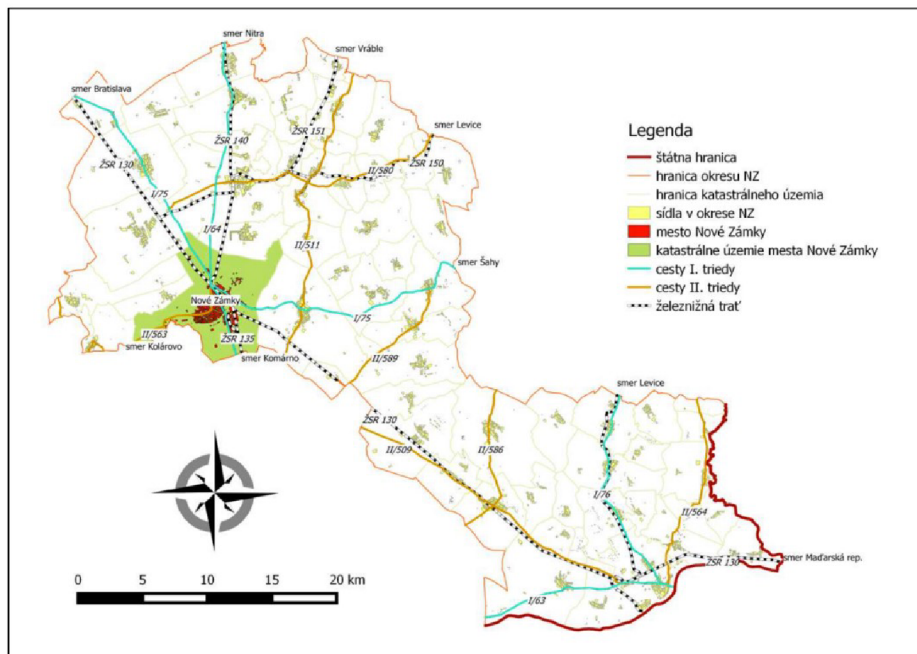 smer Nitra
smer Vráble
smer Bratislava
smer Levice
ŽSR 151
ŽSR 140
ŽSR 130
ŽSR 150
II/580
I/75
I/64
II/511
smer Šahy
Nové Zámky
I/75
II/563
ŽSR 135
smer Kolárovo
smer Komárno
II/589
smer Levice
ŽSR 130
II/509
II/586
I/76
II/564
smer Maďarská rep.
ŽSR 130
I/63
Legenda
štátna hranica
hranica okresu NZ
hranica katastrálneho územia
sídla v okrese NZ
mesto Nové Zámky
katastrálne územie mesta Nové Zámky
cesty I. triedy
cesty II. triedy
železnižná trať
0 5 10 15 20 km